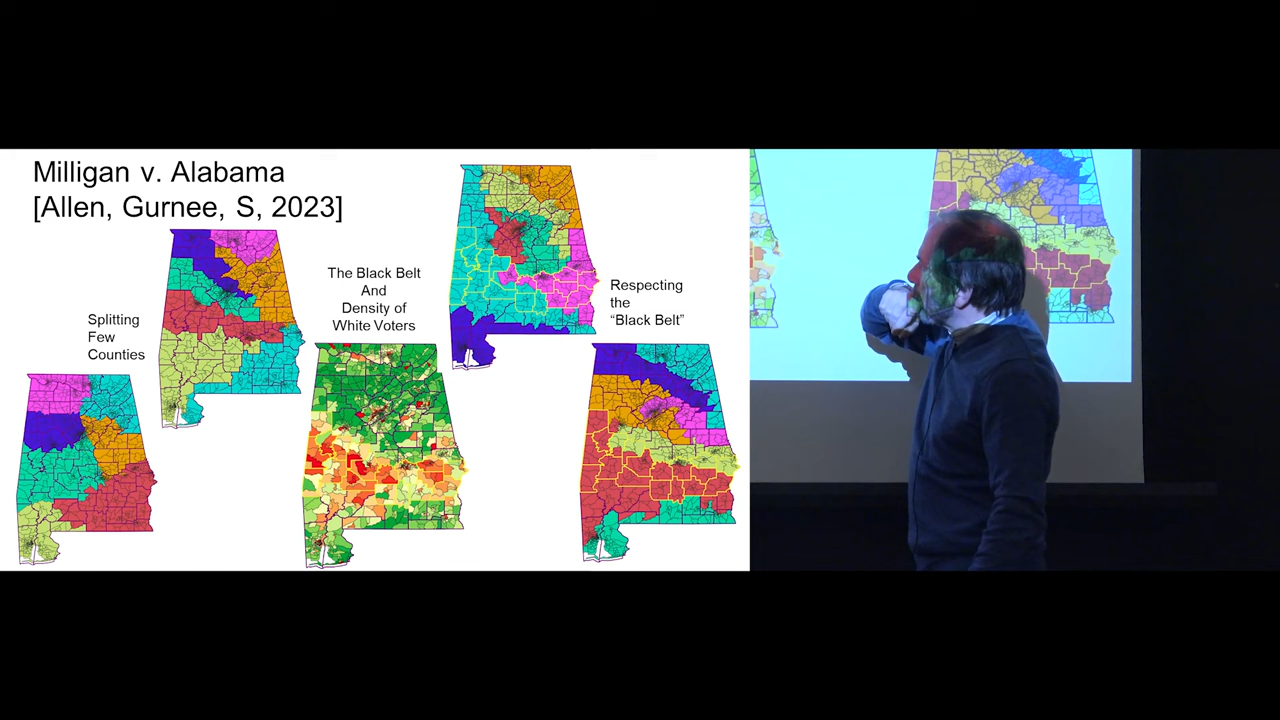 Milligan v. Alabama
[Allen, Gurnee, S, 2023]
Splitting
Few
Counties
The Black Belt
And
Density of
White Voters
Respecting
the
“Black Belt”